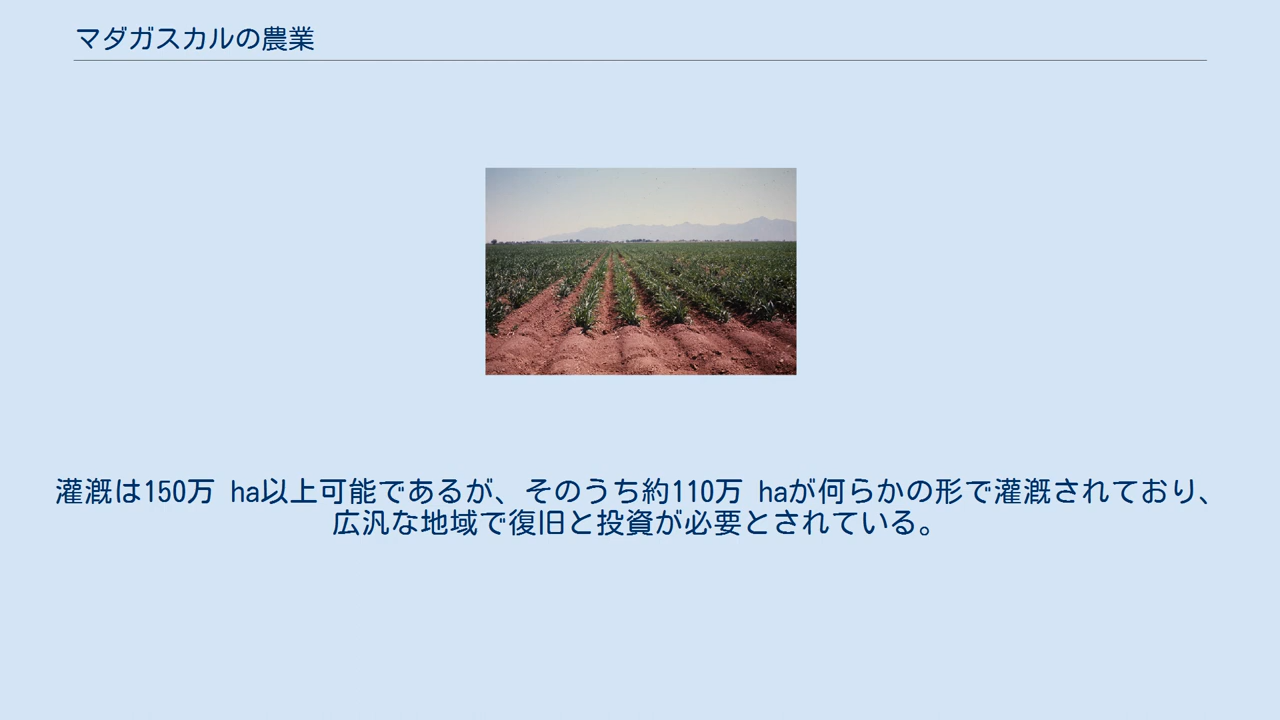 マダガスカルの農業
灌漑は150万 ha以上可能であるが、そのうち約110万 haが何らかの形で灌漑されており、
広汎な地域で復旧と投資が必要とされている。